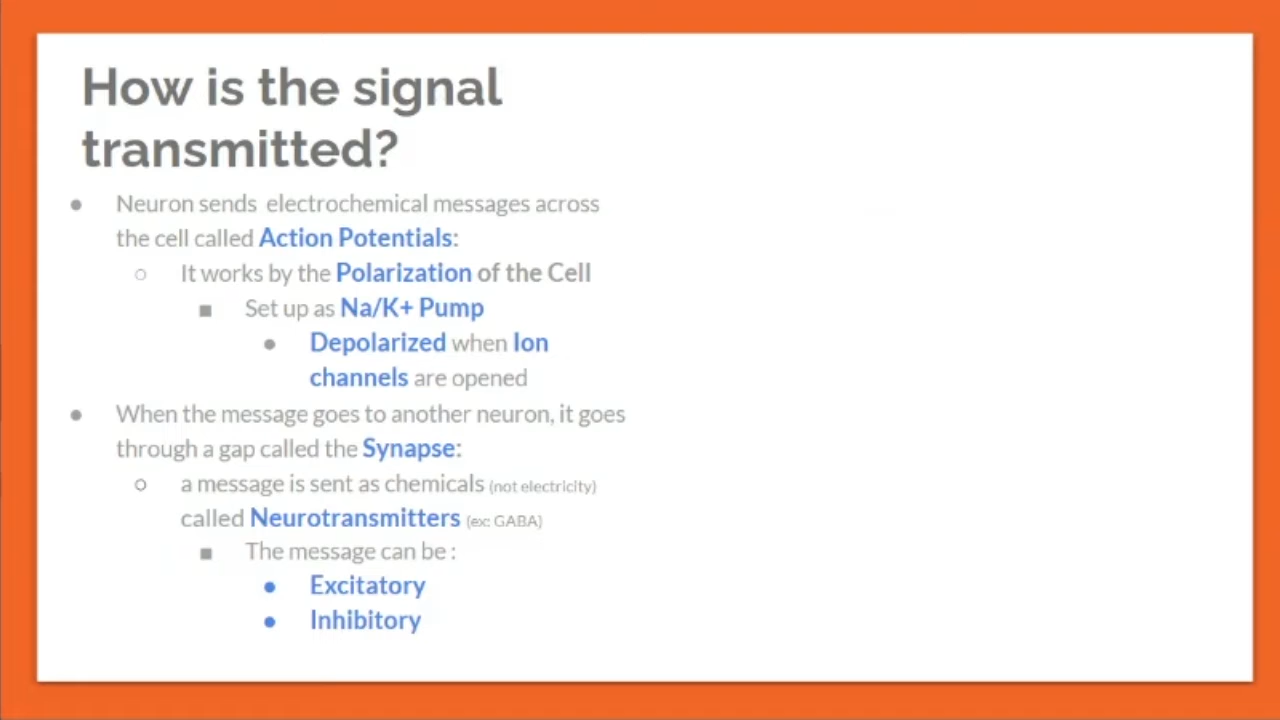 How is the signal
transmitted?
● Neuron sends electrochemical messages across
the cell called Action Potentials:
○ It works by the Polarization of the Cell
■ Set up as Na/K+ Pump
● Depolarized when Ion
channels are opened
● When the message goes to another neuron, it goes
through a gap called the Synapse:
○ a message is sent as chemicals (not electricity)
called Neurotransmitters (ex: GABA)
■ The message can be :
● Excitatory
● Inhibitory